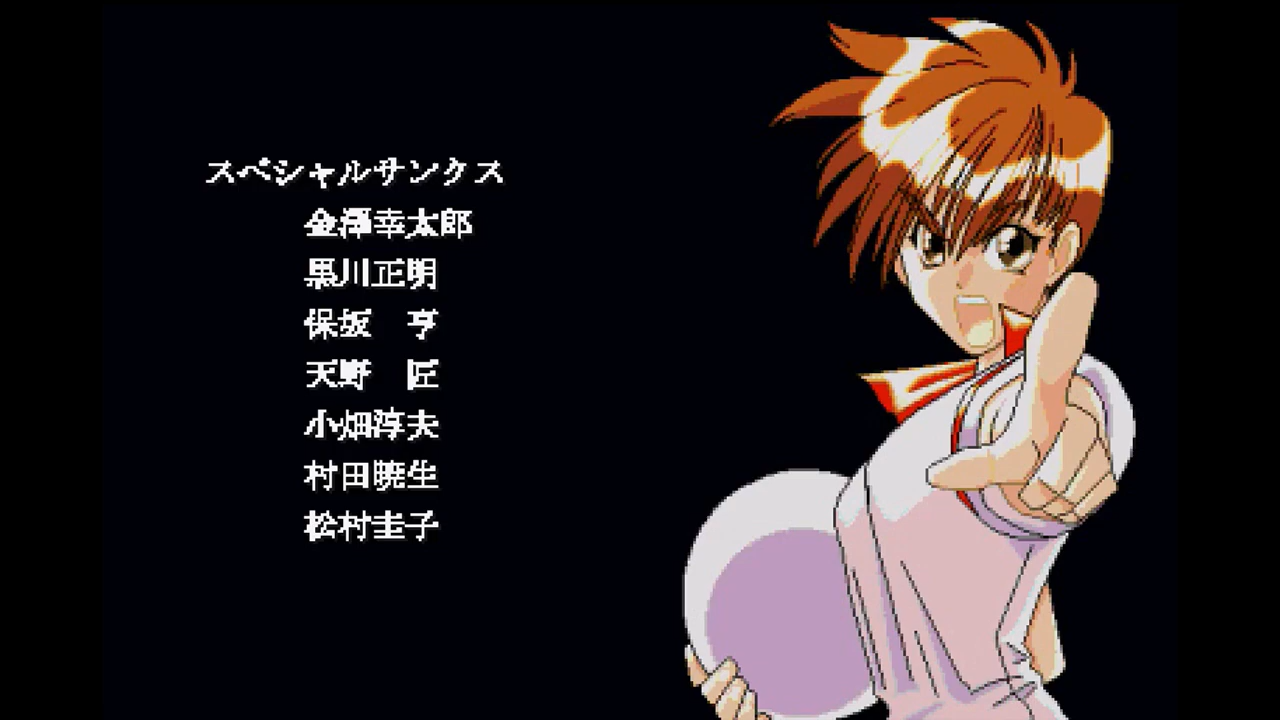 スペシャルサンクス
金澤幸太郎
黒川正明
保坂　亨
天野　匠
小畑淳夫
村田暁生
松村圭子